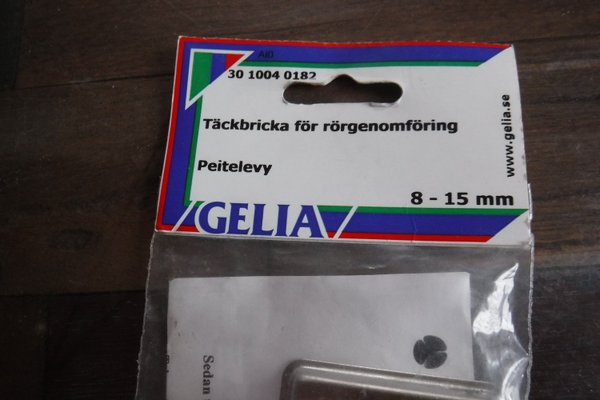 AID
30 1004 0182
Täckbricka för rörgenomföring
Peitelevy
8 - 15 mm
www.gelia.se
GELIA
Sedan